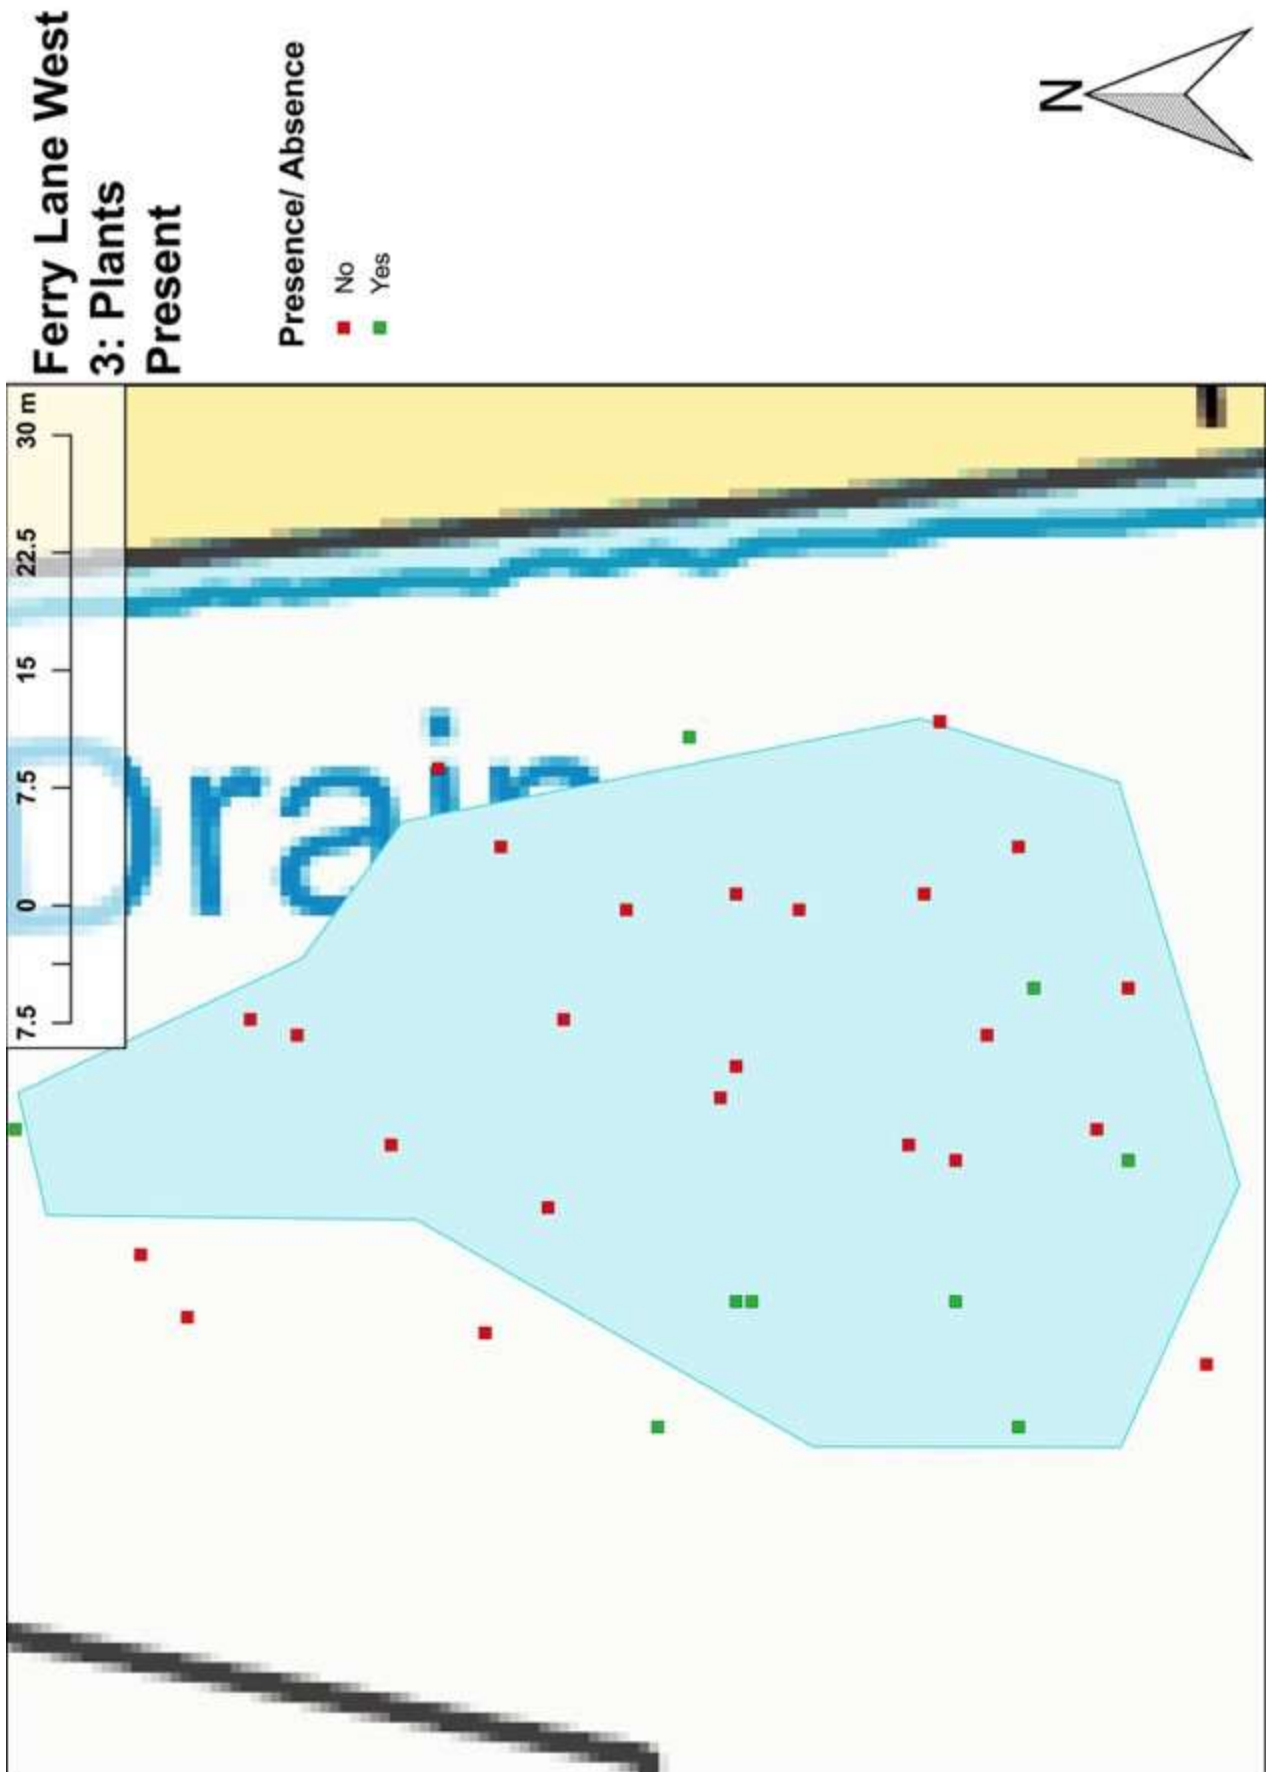 Ferry Lane West
3: Plants
Present
Presence/ Absence
No
Yes
N
7.5 0 7.5 15 22.5 30 m
Drain